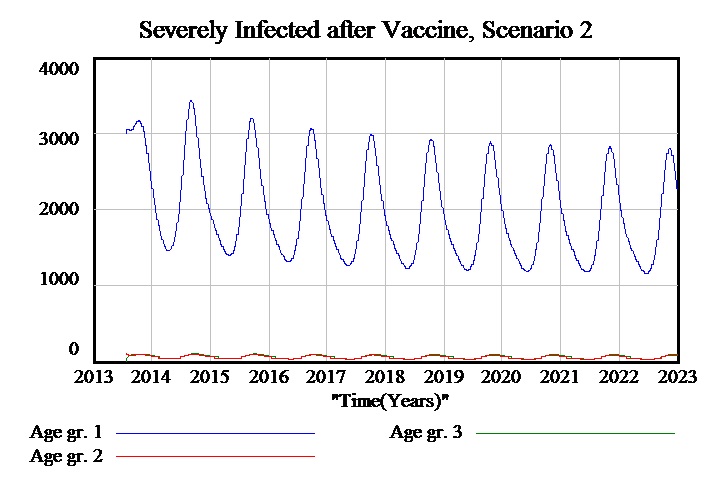 Severely Infected after Vaccine, Scenario 2
4000
3000
2000
1000
0
2013 2014 2015 2016 2017 2018 2019 2020 2021 2022 2023
"Time(Years)"
Age gr. 1 Age gr. 3
Age gr. 2